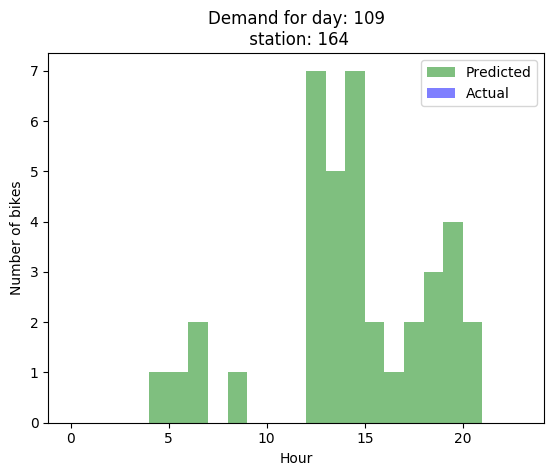 Demand for day: 109
station: 164
Predicted
Actual
Number of bikes
7
6
5
4
3
2
1
0
0 5 10 15 20
Hour